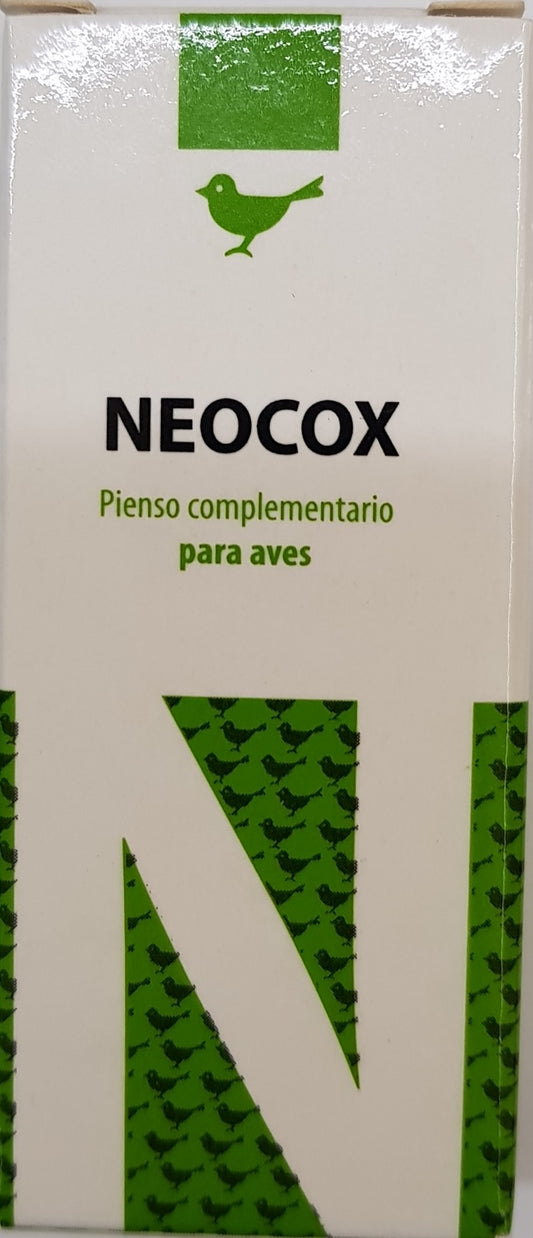 NEOCOX
Pienso complementario
para aves